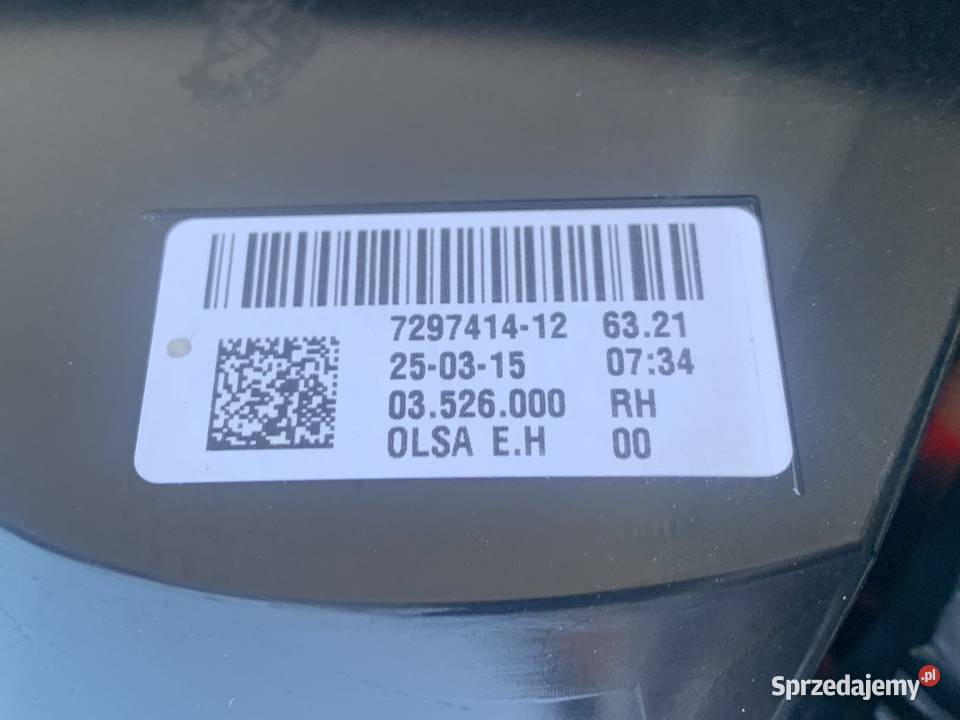 7297414-12 63.21
25-03-15 07:34
03.526.000 RH
OLSA E.H 00
Sprzedajemy.pl